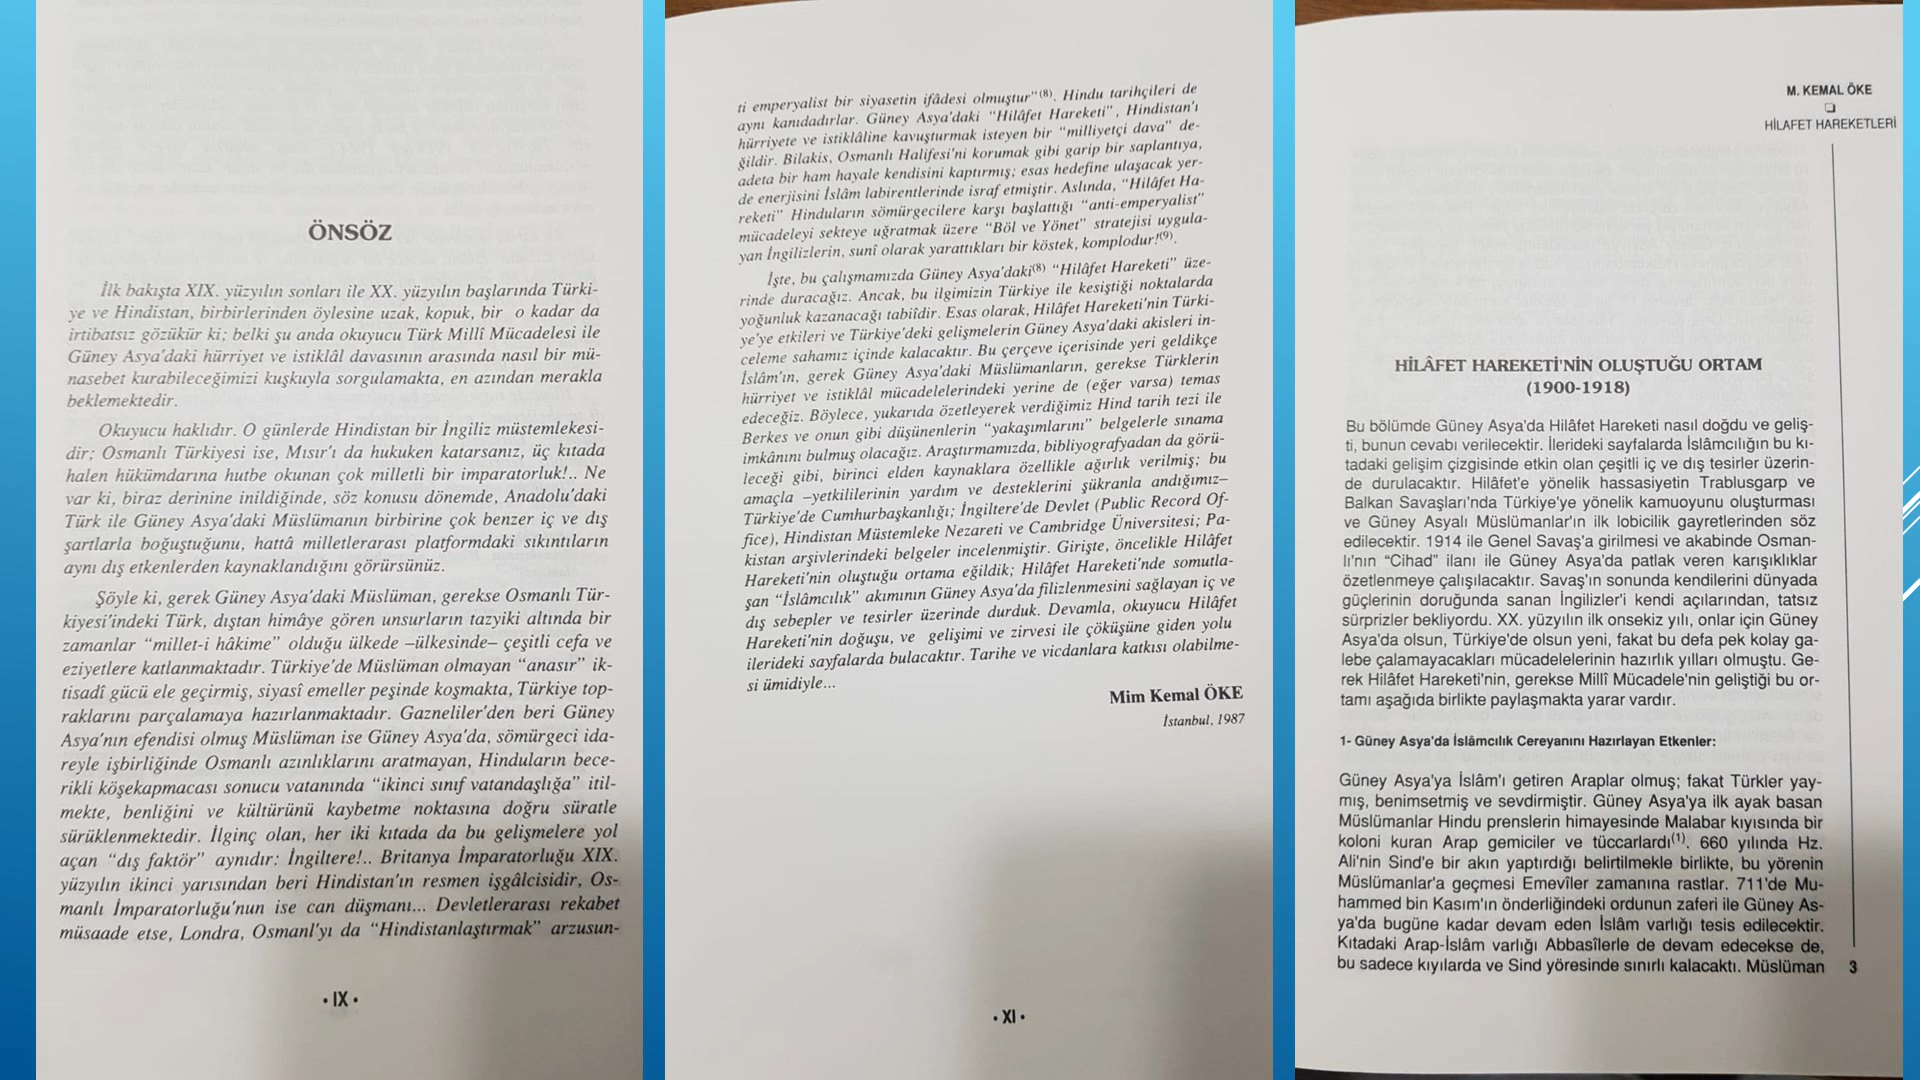 ÖNSÖZ
İlk bakışta XIX. yüzyılın sonları ile XX. yüzyılın başlarında Türki-
ye ve Hindistan, birbirlerinden öylesine uzak, kopuk, bir o kadar da
irtibatsız gözükür ki; belki şu anda okuyucu Türk Millî Mücadelesi ile
Güney Asya'daki hürriyet ve istiklâl davasının arasında nasıl bir mü-
nasebet kurabileceğimizi kuşkuyla sorgulamakta, en azından merakla
beklemektedir.
Okuyucu haklıdır. O günlerde Hindistan bir İngiliz müstemlekesi-
dir; Osmanlı Türkiyesi ise, Mısır'ı da hukuken katarsanız, üç kıtada
halen hükümdarına hutbe okunan çok milletli bir imparatorluk!.. Ne
var ki, biraz derinine inildiğinde, söz konusu dönemde, Anadolu'daki
Türk ile Güney Asya'daki Müslümanın birbirine çok benzer iç ve dış
şartlarla boğuştuğunu, hattâ milletlerarası platformdaki sıkıntıların
aynı dış etkenlerden kaynaklandığını görürsünüz.
Şöyle ki, gerek Güney Asya'daki Müslüman, gerekse Osmanlı Tür-
kiyesi'indeki Türk, dıştan himâye gören unsurların tazyiki altında bir
zamanlar “millet-i hâkime” olduğu ülkede –ülkesinde– çeşitli cefa ve
eziyetlere katlanmaktadır. Türkiye'de Müslüman olmayan “anasır” ik-
tisadî gücü ele geçirmiş, siyasî emeller peşinde koşmakta, Türkiye top-
raklarını parçalamaya hazırlanmaktadır. Gazneliler'den beri Güney
Asya'nın efendisi olmuş Müslüman ise Güney Asya'da, sömürgeci ida-
reyle işbirliğinde Osmanlı azınlıklarını aratmayan, Hinduların bece-
rikli köşekapmacası sonucu vatanında “ikinci sınıf vatandaşlığa” itil-
mekte, benliğini ve kültürünü kaybetme noktasına doğru süratle
sürüklenmektedir. İlginç olan, her iki kıtada da bu gelişmelere yol
açan “dış faktör” aynıdır: İngiltere!.. Britanya İmparatorluğu XIX.
yüzyılın ikinci yarısından beri Hindistan'ın resmen işgâlcisidir, Os-
manlı İmparatorluğu'nun ise can düşmanı... Devletlerarası rekabet
müsaade etse, Londra, Osmanl'yı da “Hindistanlaştırmak” arzusun-
• IX •
ti emperyalist bir siyasetin ifâdesi olmuştur”(8). Hindu tarihçileri de
aynı kanıdadırlar. Güney Asya'daki “Hilâfet Hareketi”, Hindistan'ı
hürriyete ve istiklâline kavuşturmak isteyen bir “milliyetçi dava” de-
ğildir. Bilakis, Osmanlı Halifesi'ni korumak gibi garip bir saplantıya,
adeta bir ham hayale kendisini kaptırmış; esas hedefine ulaşacak yer-
de enerjisini İslâm labirentlerinde israf etmiştir. Aslında, “Hilâfet Ha-
reketi” Hinduların sömürgecilere karşı başlattığı “anti-emperyalist”
mücadeleyi sekteye uğratmak üzere “Böl ve Yönet” stratejisi uygula-
yan İngilizlerin, sunî olarak yarattıkları bir köstek, komplodur!(9).
İşte, bu çalışmamızda Güney Asya'daki(8) “Hilâfet Hareketi” üze-
rinde duracağız. Ancak, bu ilgimizin Türkiye ile kesiştiği noktalarda
yoğunluk kazanacağı tabiîdir. Esas olarak, Hilâfet Hareketi'nin Türki-
ye'ye etkileri ve Türkiye'deki gelişmelerin Güney Asya'daki akisleri in-
celeme sahamız içinde kalacaktır. Bu çerçeve içerisinde yeri geldikçe
İslâm'ın, gerek Güney Asya'daki Müslümanların, gerekse Türklerin
hürriyet ve istiklâl mücadelelerindeki yerine de (eğer varsa) temas
edeceğiz. Böylece, yukarıda özetleyerek verdiğimiz Hind tarih tezi ile
Berkes ve onun gibi düşünenlerin “yakaşımlarını” belgelerle sınama
imkânını bulmuş olacağız. Araştırmamızda, bibliyografyadan da görü-
leceği gibi, birinci elden kaynaklara özellikle ağırlık verilmiş; bu
amaçla –yetkililerinin yardım ve desteklerini şükranla andığımız–
Türkiye'de Cumhurbaşkanlığı; İngiltere'de Devlet (Public Record Of-
fice), Hindistan Müstemleke Nezareti ve Cambridge Üniversitesi; Pa-
kistan arşivlerindeki belgeler incelenmiştir. Girişte, öncelikle Hilâfet
Hareketi'nin oluştuğu ortama eğildik; Hilâfet Hareketi'nde somutla-
şan “İslâmcılık” akımının Güney Asya'da filizlenmesini sağlayan iç ve
dış sebepler ve tesirler üzerinde durduk. Devamla, okuyucu Hilâfet
Hareketi'nin doğuşu, ve gelişimi ve zirvesi ile çöküşüne giden yolu
ilerideki sayfalarda bulacaktır. Tarihe ve vicdanlara katkısı olabilme-
si ümidiyle...
Mim Kemal ÖKE
İstanbul, 1987
• XI •
M. KEMAL ÖKE
HİLAFET HAREKETLERİ
HİLÂFET HAREKETİ'NİN OLUŞTUĞU ORTAM
(1900-1918)
Bu bölümde Güney Asya'da Hilâfet Hareketi nasıl doğdu ve geliş-
ti, bunun cevabı verilecektir. İlerideki sayfalarda İslâmcılığın bu kı-
tadaki gelişim çizgisinde etkin olan çeşitli iç ve dış tesirler üzerin-
de durulacaktır. Hilâfet'e yönelik hassasiyetin Trablusgarp ve
Balkan Savaşları'nda Türkiye'ye yönelik kamuoyunu oluşturması
ve Güney Asyalı Müslümanlar'ın ilk lobicilik gayretlerinden söz
edilecektir. 1914 ile Genel Savaş'a girilmesi ve akabinde Osman-
lı'nın “Cihad” ilanı ile Güney Asya'da patlak veren karışıklıklar
özetlenmeye çalışılacaktır. Savaş'ın sonunda kendilerini dünyada
güçlerinin doruğunda sanan İngilizler'i kendi açılarından, tatsız
sürprizler bekliyordu. XX. yüzyılın ilk onsekiz yılı, onlar için Güney
Asya'da olsun, Türkiye'de olsun yeni, fakat bu defa pek kolay ga-
lebe çalamayacakları mücadelelerinin hazırlık yılları olmuştu. Ge-
rek Hilâfet Hareketi'nin, gerekse Millî Mücadele'nin geliştiği bu or-
tamı aşağıda birlikte paylaşmakta yarar vardır.
1- Güney Asya'da İslâmcılık Cereyanını Hazırlayan Etkenler:
Güney Asya'ya İslâm'ı getiren Araplar olmuş; fakat Türkler yay-
mış, benimsetmiş ve sevdirmiştir. Güney Asya'ya ilk ayak basan
Müslümanlar Hindu prenslerin himayesinde Malabar kıyısında bir
koloni kuran Arap gemiciler ve tüccarlardı(1). 660 yılında Hz.
Ali'nin Sind'e bir akın yaptırdığı belirtilmekle birlikte, bu yörenin
Müslümanlar'a geçmesi Emevîler zamanına rastlar. 711'de Mu-
hammed bin Kasım'ın önderliğindeki ordunun zaferi ile Güney As-
ya'da bugüne kadar devam eden İslâm varlığı tesis edilecektir.
Kıtadaki Arap-İslâm varlığı Abbasîlerle de devam edecekse de,
bu sadece kıyılarda ve Sind yöresinde sınırlı kalacaktı. Müslüman
3